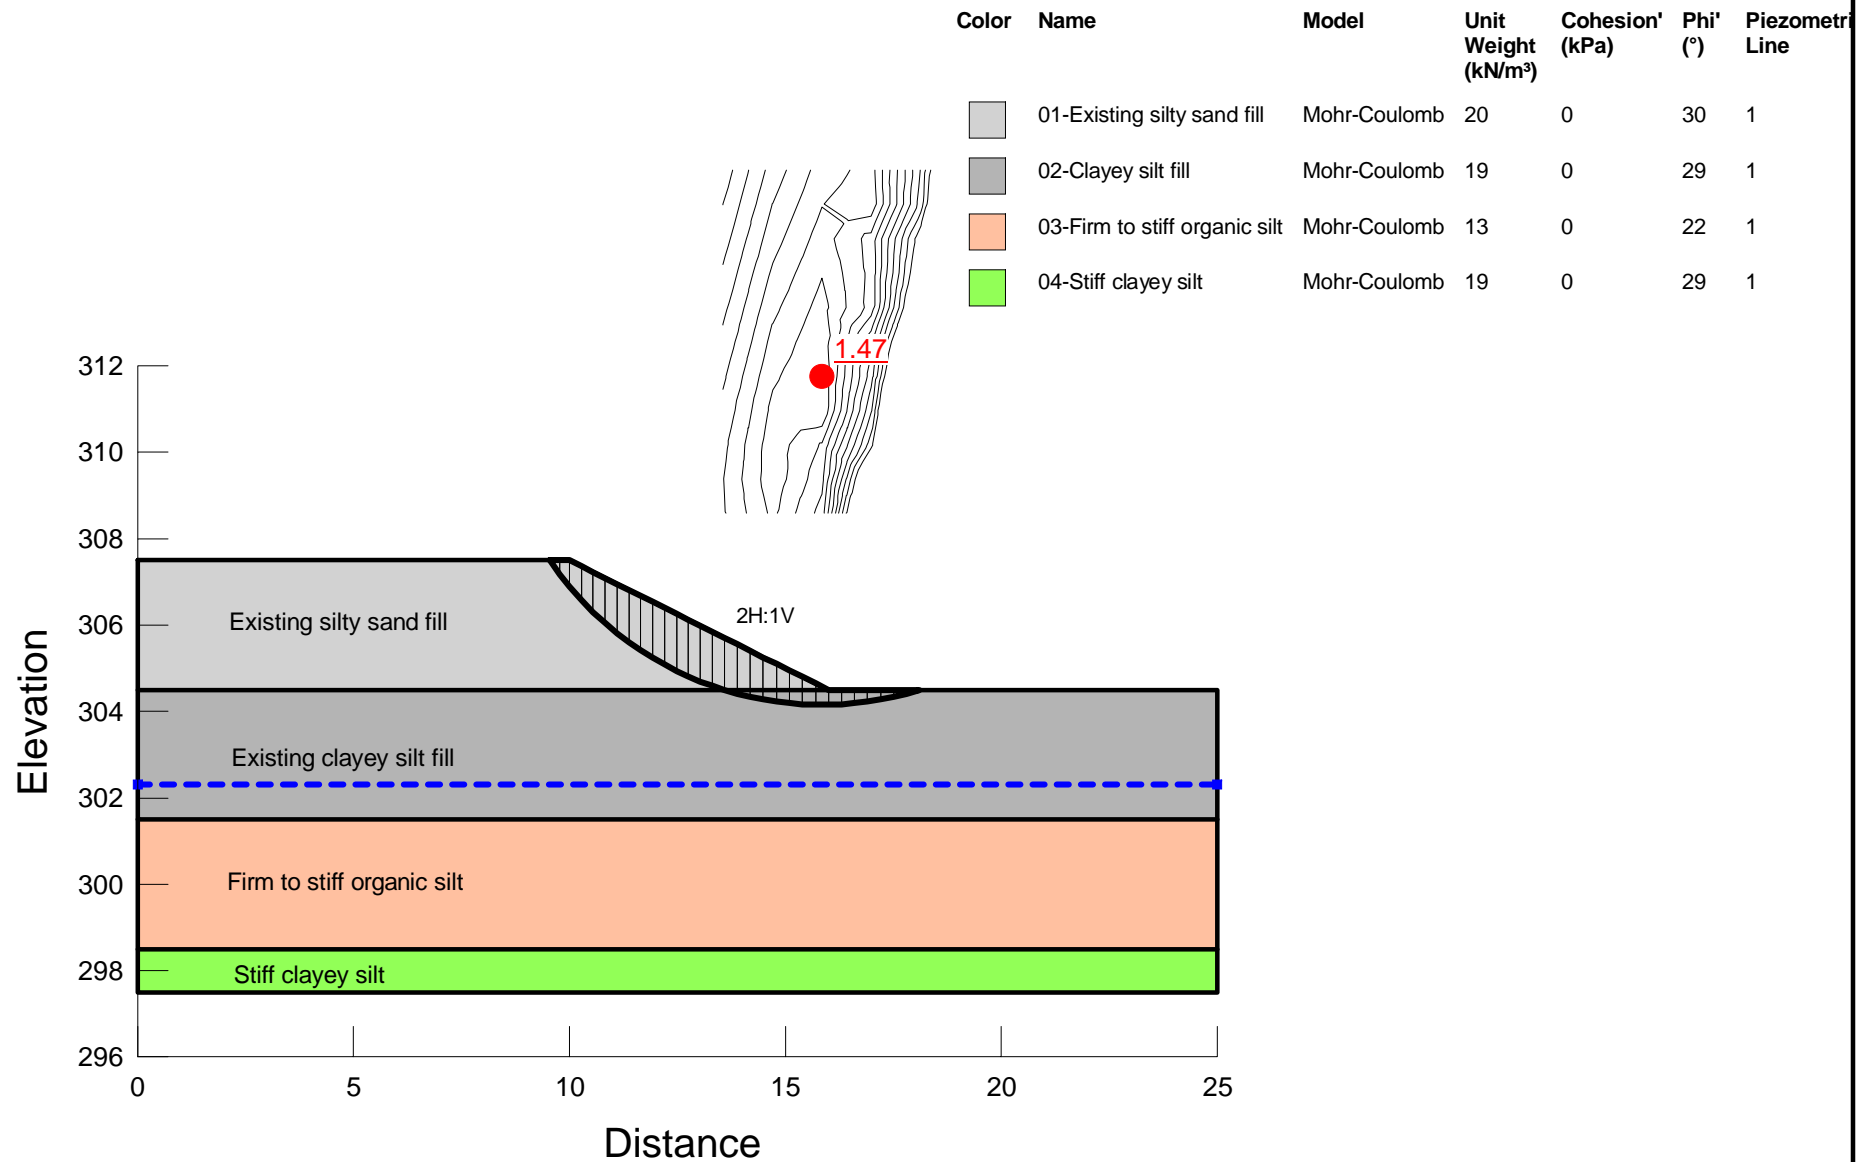 Color Name Model Unit Weight (kN/m³) Cohesion' (kPa) Phi' (°) Piezometri Line
01-Existing silty sand fill Mohr-Coulomb 20 0 30 1
02-Clayey silt fill Mohr-Coulomb 19 0 29 1
03-Firm to stiff organic silt Mohr-Coulomb 13 0 22 1
04-Stiff clayey silt Mohr-Coulomb 19 0 29 1
1.47
312
310
308
306
304
302
300
298
296
Elevation
2H:1V
Existing silty sand fill
Existing clayey silt fill
Firm to stiff organic silt
Stiff clayey silt
0 5 10 15 20 25
Distance